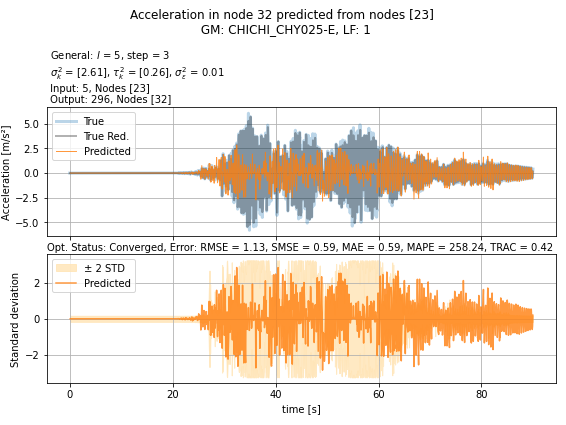 Acceleration in node 32 predicted from nodes [23]
GM: CHICHI_CHY025-E, LF: 1
General: l = 5, step = 3
σ²ₖ = [2.61], τ²ₖ = [0.26], σ²ε = 0.01
Input: 5, Nodes [23]
Output: 296, Nodes [32]
Acceleration [m/s²]
5.0
2.5
0.0
−2.5
−5.0
True
True Red.
Predicted
Opt. Status: Converged, Error: RMSE = 1.13, SMSE = 0.59, MAE = 0.59, MAPE = 258.24, TRAC = 0.42
Standard deviation
2
0
−2
± 2 STD
Predicted
0 20 40 60 80
time [s]